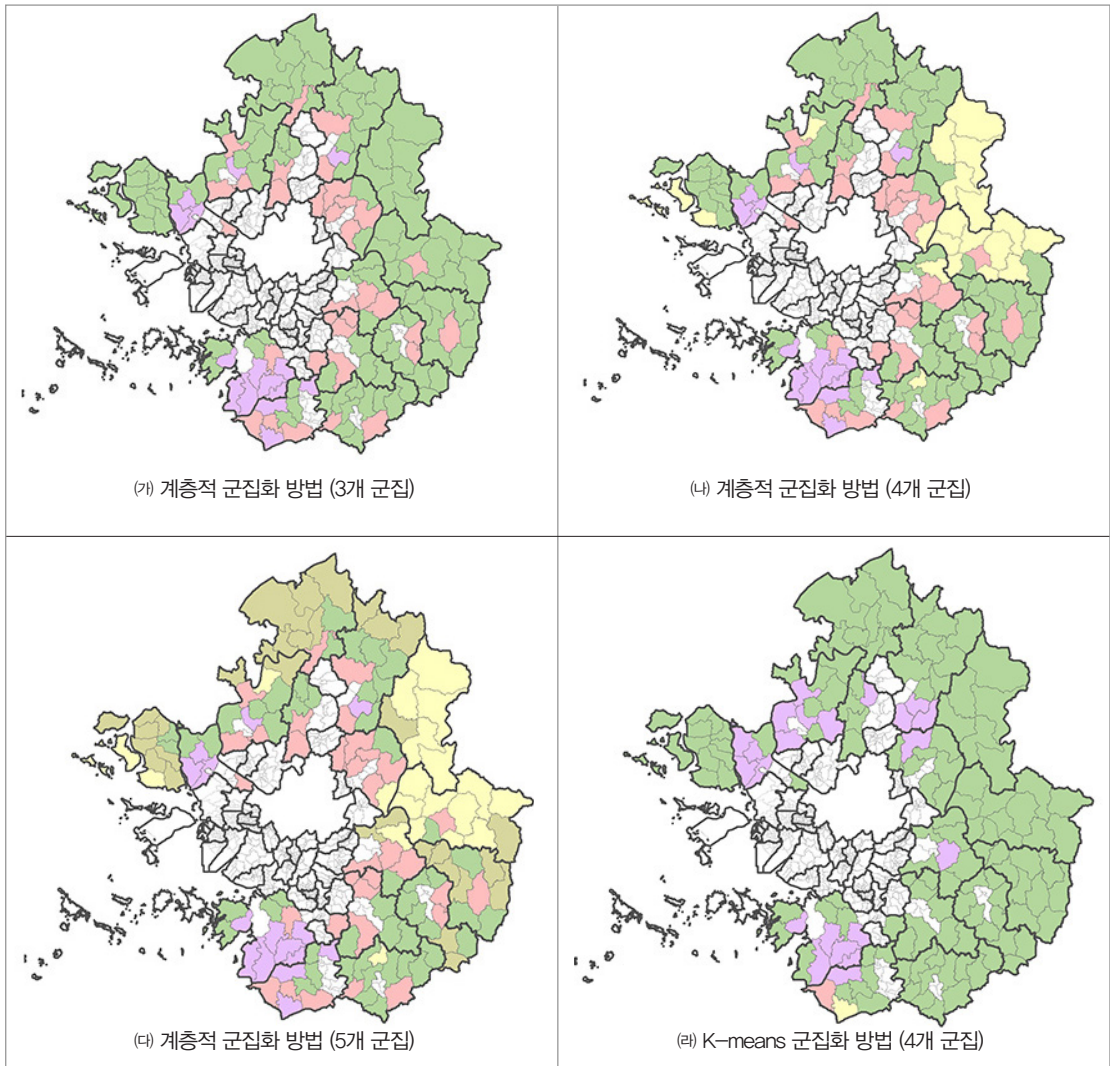 ㈎ 계층적 군집화 방법 (3개 군집)
㈏ 계층적 군집화 방법 (4개 군집)
㈐ 계층적 군집화 방법 (5개 군집)
㈑ K-means 군집화 방법 (4개 군집)